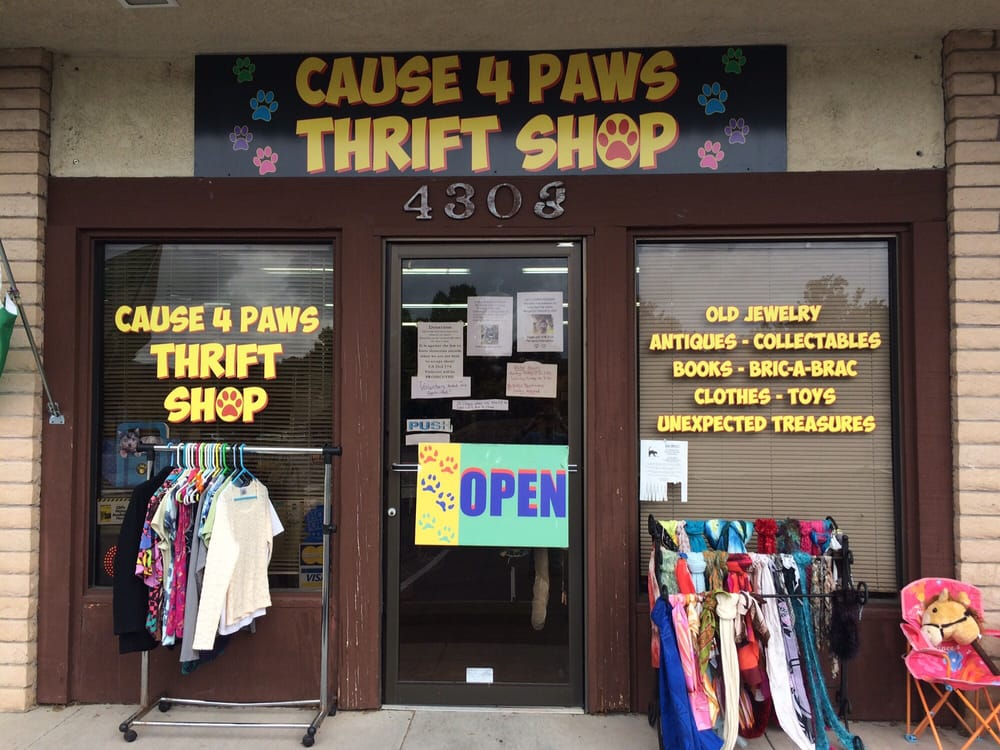 CAUSE 4 PAWS
THRIFT SHOP
4303
CAUSE 4 PAWS
THRIFT
SHOP
PUSH
OPEN
VISA
OLD JEWELRY
ANTIQUES - COLLECTABLES
BOOKS - BRIC-A-BRAC
CLOTHES - TOYS
UNEXPECTED TREASURES